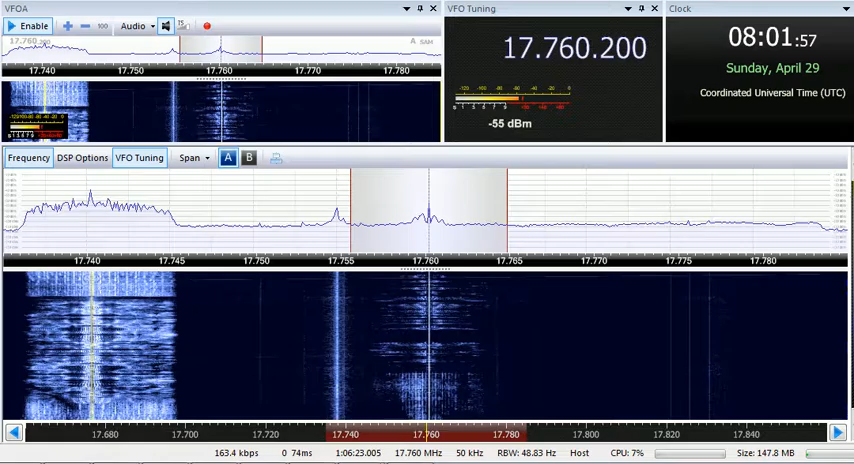 VFOA
Enable 100 Audio
17.760.200 A SAM
17.740 17.750 17.760 17.770 17.780
VFO Tuning
17.760.200
-55 dBm
Clock
08:01:57
Sunday, April 29
Coordinated Universal Time (UTC)
Frequency DSP Options VFO Tuning Span A B
17.740 17.745 17.750 17.755 17.760 17.765 17.770 17.775 17.780
17.680 17.700 17.720 17.740 17.760 17.780 17.800 17.820 17.840
163.4 kbps 0 74ms 1:06:23.005 17.760 MHz 50 kHz RBW: 48.83 Hz Host CPU: 7% Size: 147.8 MB